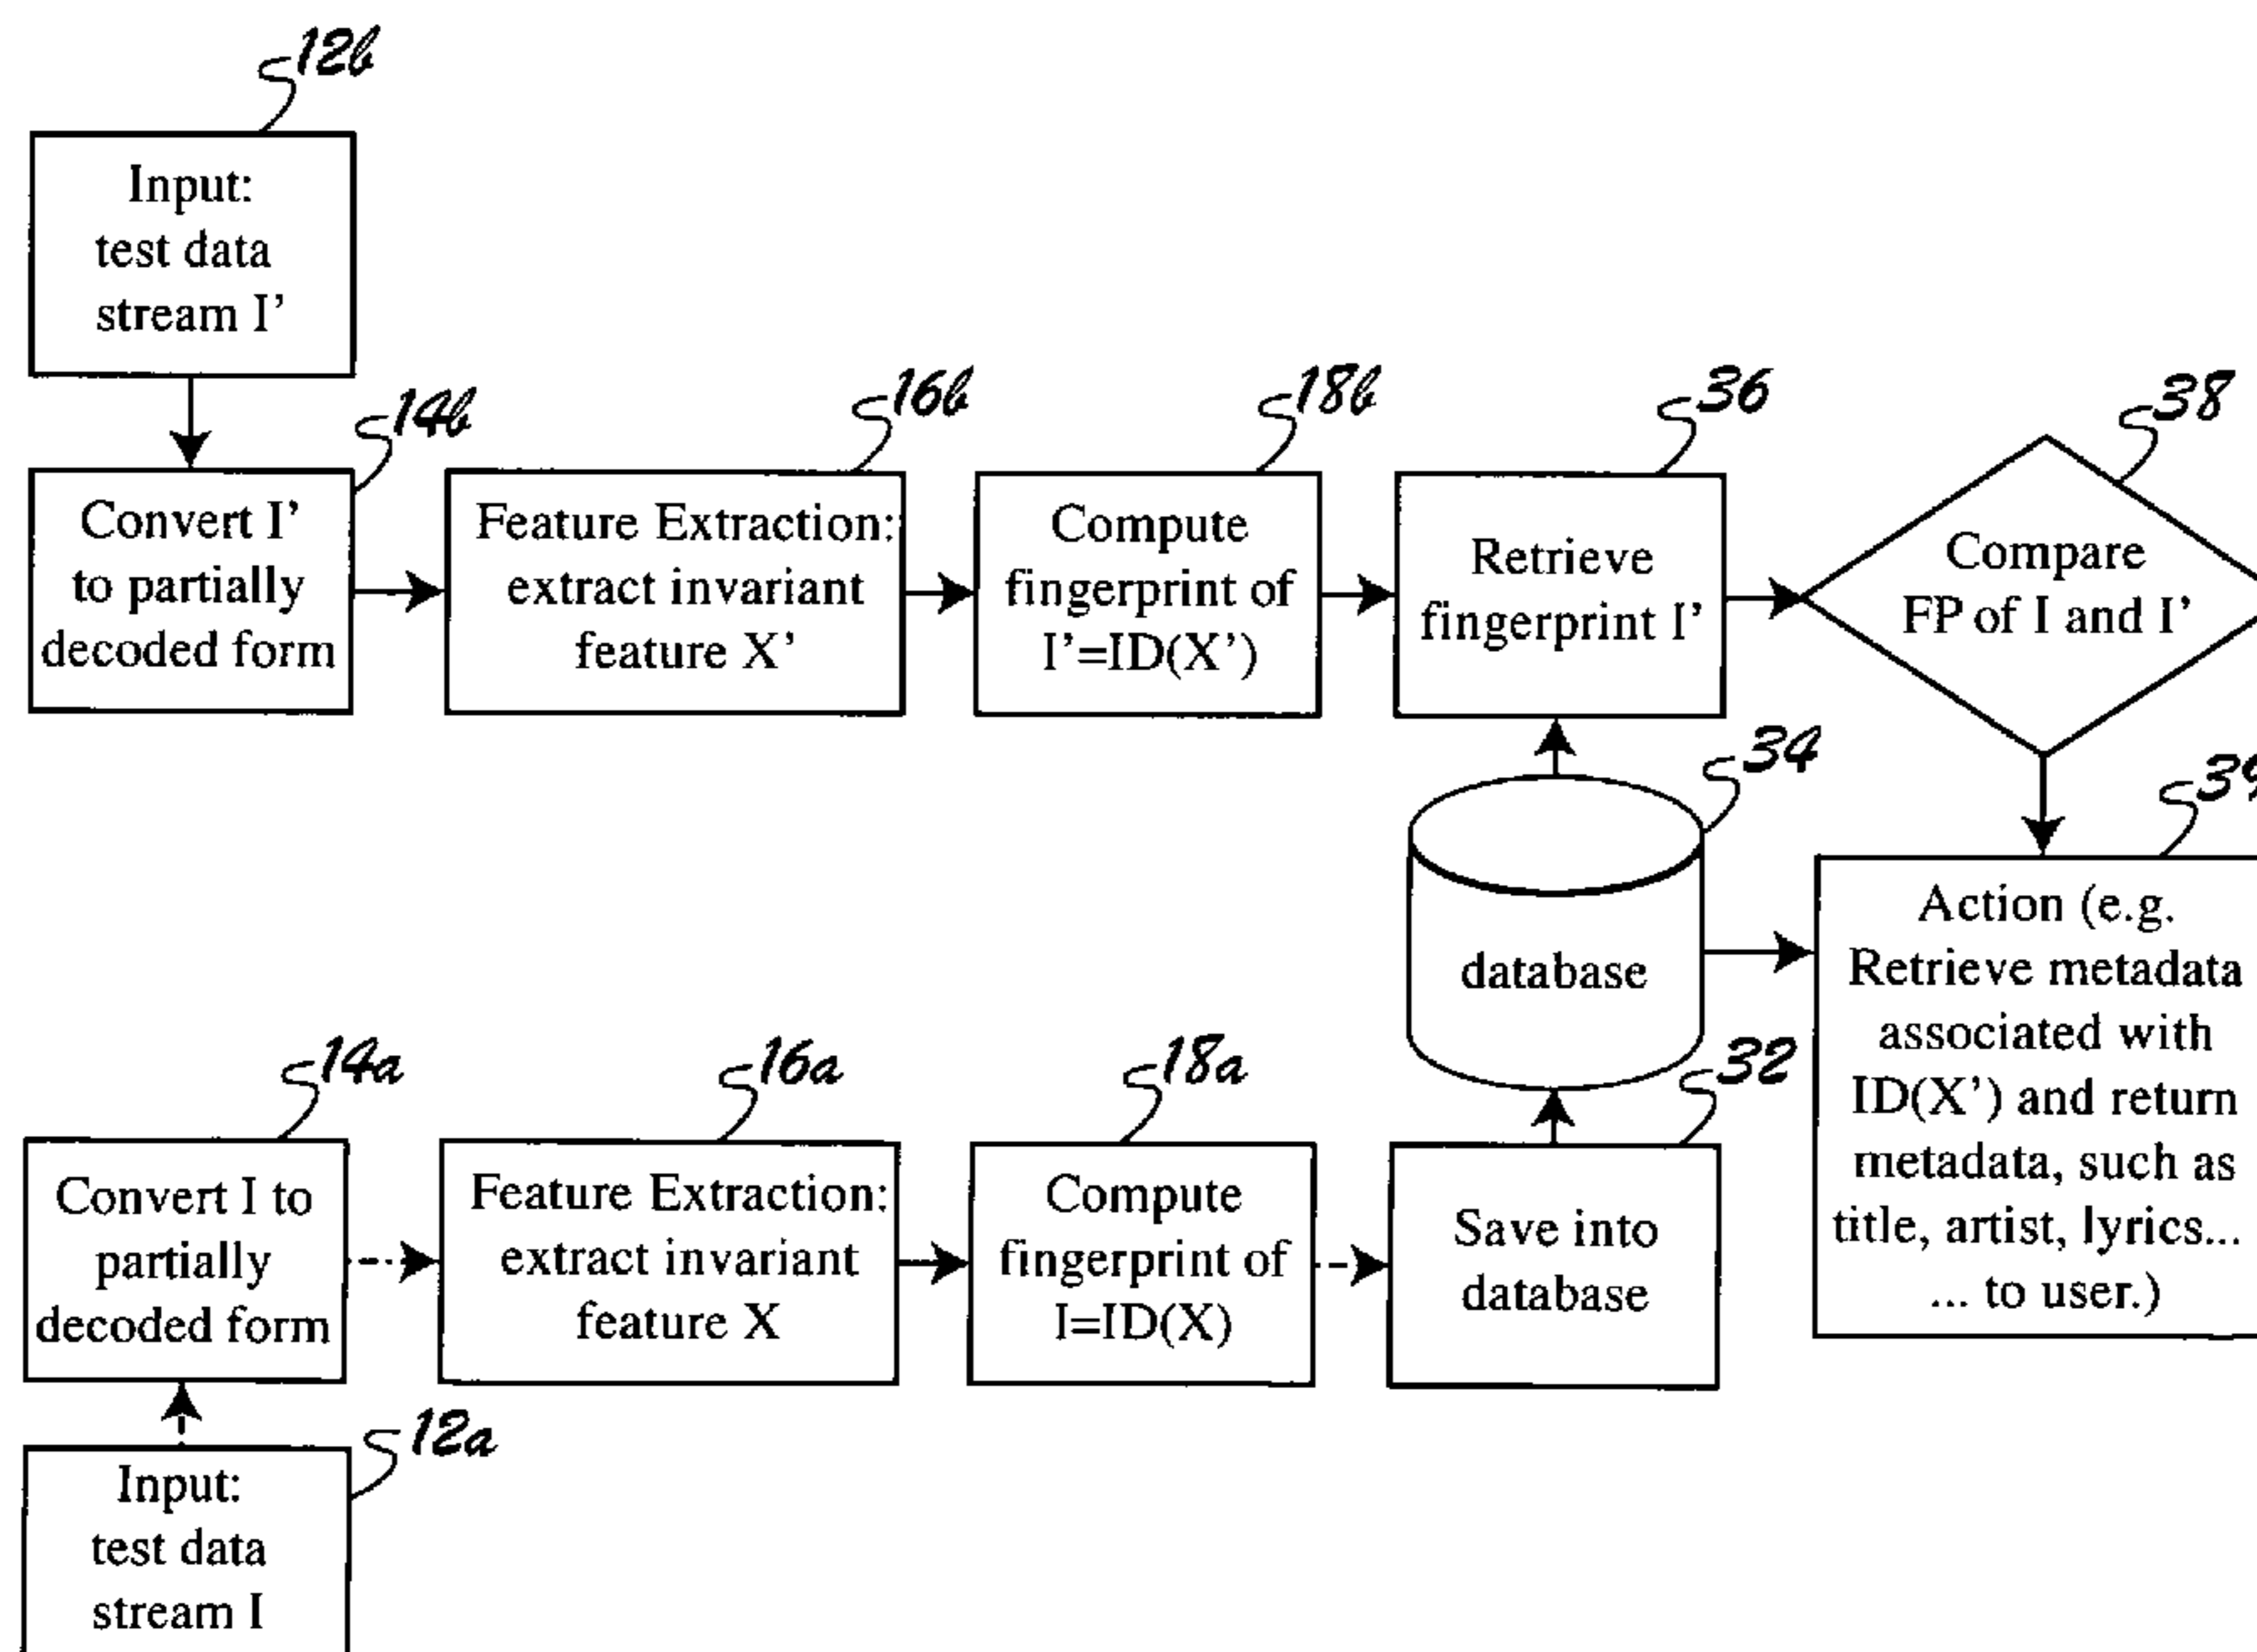 12b
Input:
test data
stream I'
14b
Convert I'
to partially
decoded form
16b
Feature Extraction:
extract invariant
feature X'
18b
Compute
fingerprint of
I'=ID(X')
36
Retrieve
fingerprint I'
38
Compare
FP of I and I'
34
database
39
Action (e.g.
Retrieve metadata
associated with
ID(X') and return
metadata, such as
title, artist, lyrics...
... to user.)
14a
Convert I to
partially
decoded form
16a
Feature Extraction:
extract invariant
feature X
18a
Compute
fingerprint of
I=ID(X)
32
Save into
database
12a
Input:
test data
stream I